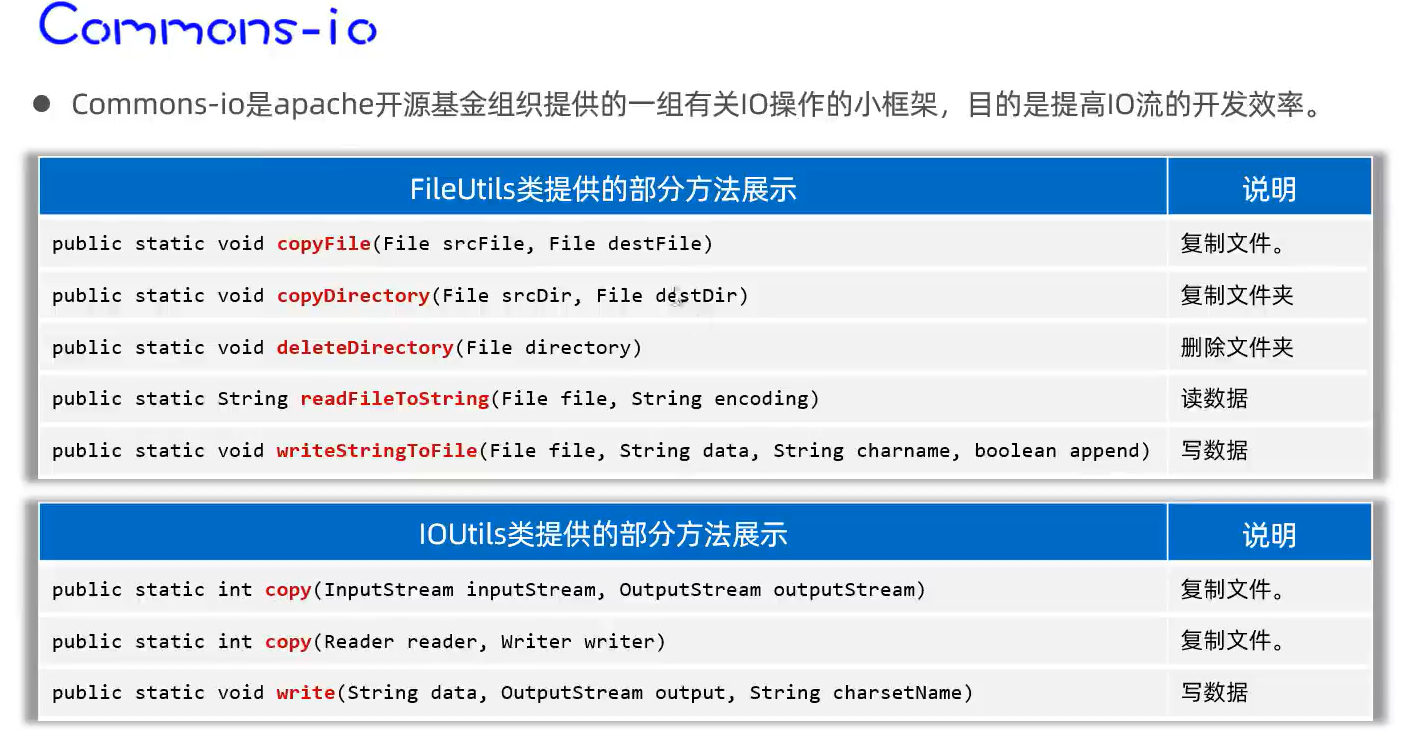 Commons-io
● Commons-io是apache开源基金组织提供的一组有关IO操作的小框架，目的是提高IO流的开发效率。
FileUtils类提供的部分方法展示 说明
public static void copyFile(File srcFile, File destFile) 复制文件。
public static void copyDirectory(File srcDir, File destDir) 复制文件夹
public static void deleteDirectory(File directory) 删除文件夹
public static String readFileToString(File file, String encoding) 读数据
public static void writeStringToFile(File file, String data, String charname, boolean append) 写数据
IOUtils类提供的部分方法展示 说明
public static int copy(InputStream inputStream, OutputStream outputStream) 复制文件。
public static int copy(Reader reader, Writer writer) 复制文件。
public static void write(String data, OutputStream output, String charsetName) 写数据